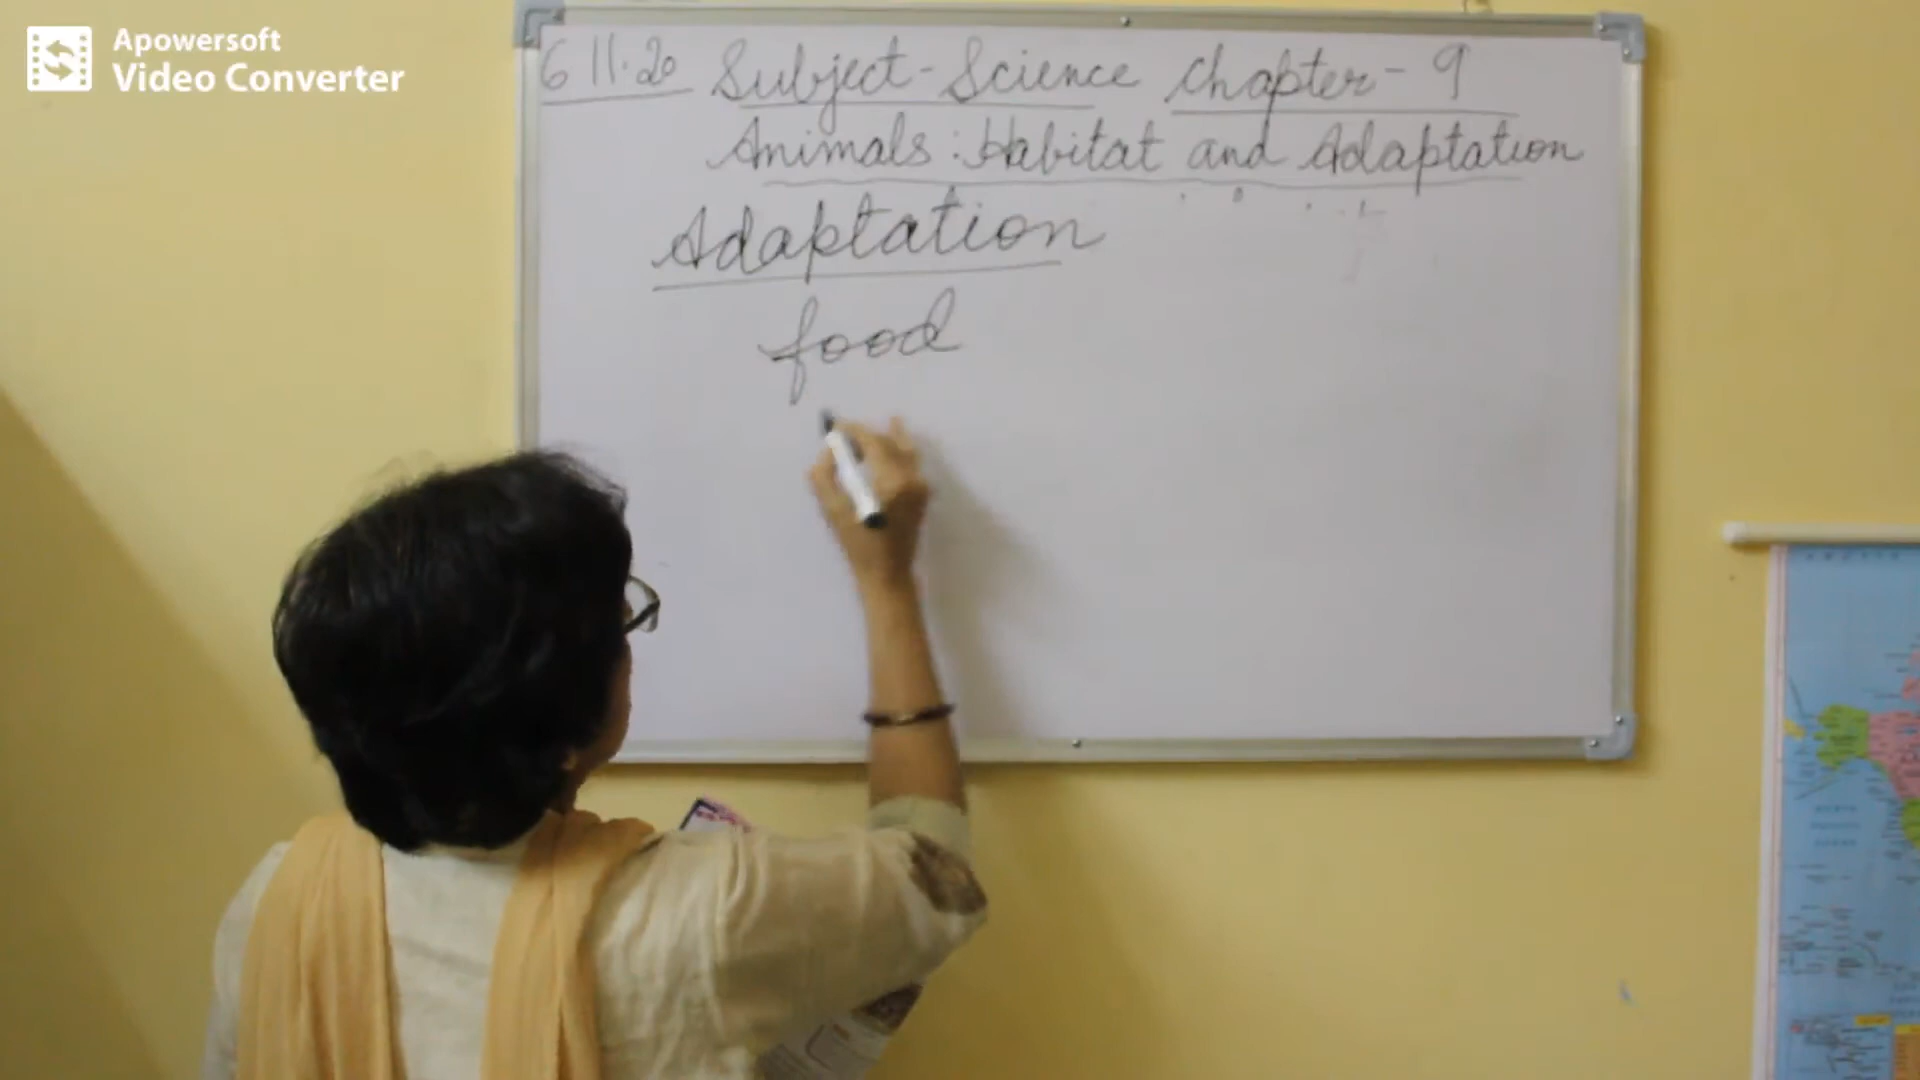 Apowersoft
Video Converter
6 11.20 Subject - Science Chapter - 9
Animals : Habitat and Adaptation
Adaptation
food